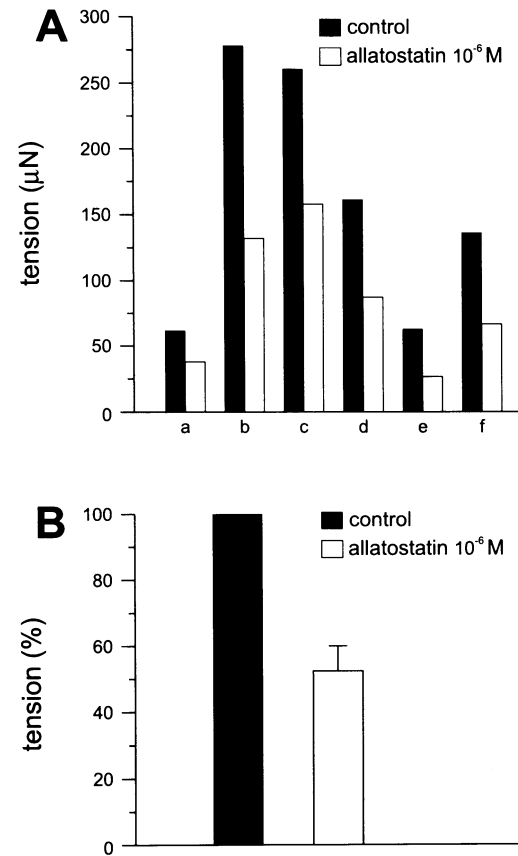 A
control
allatostatin 10⁻⁶ M
tension (μN)
300
250
200
150
100
50
0
a b c d e f
B
control
allatostatin 10⁻⁶ M
tension (%)
100
80
60
40
20
0